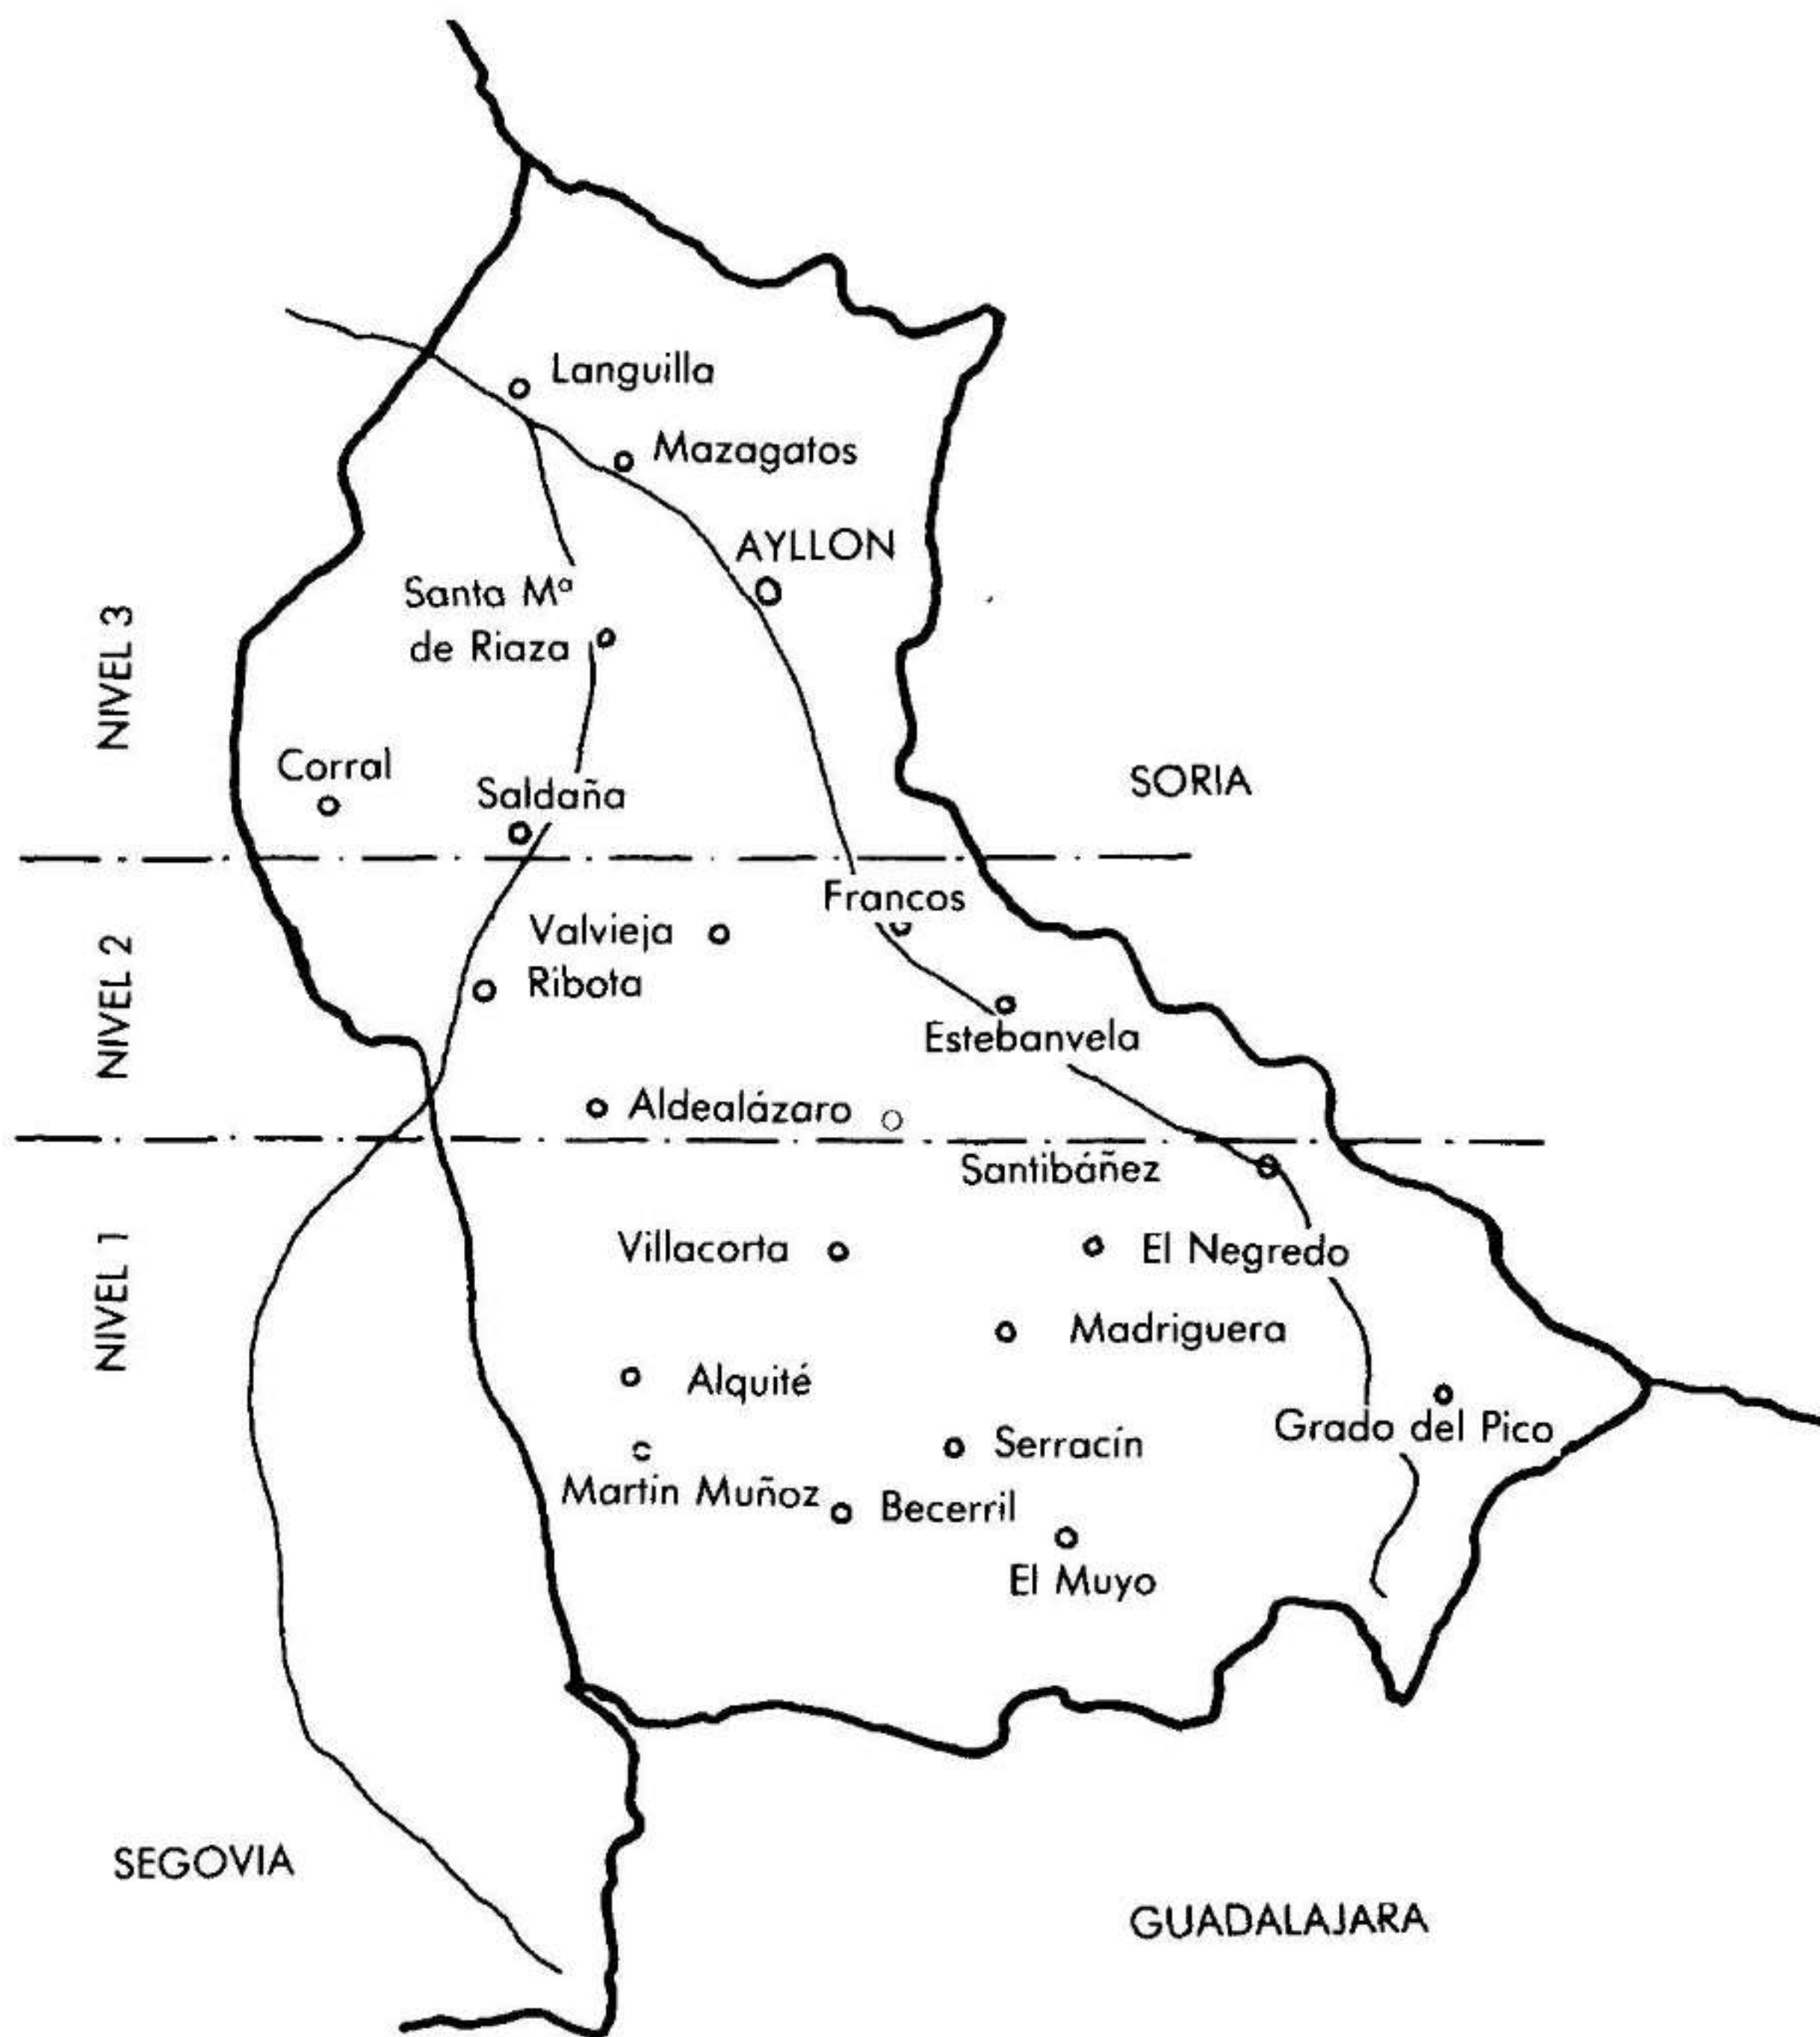 Languilla
Mazagatos
AYLLON
Santa Mª
de Riaza
NIVEL 3
Corral
Saldaña
SORIA
Francos
Valvieja
Ribota
NIVEL 2
Estebanvela
Aldealázaro
Santibáñez
Villacorta
El Negredo
NIVEL 1
Madriguera
Alquité
Grado del Pico
Serracín
Martín Muñoz
Becerril
El Muyo
SEGOVIA
GUADALAJARA